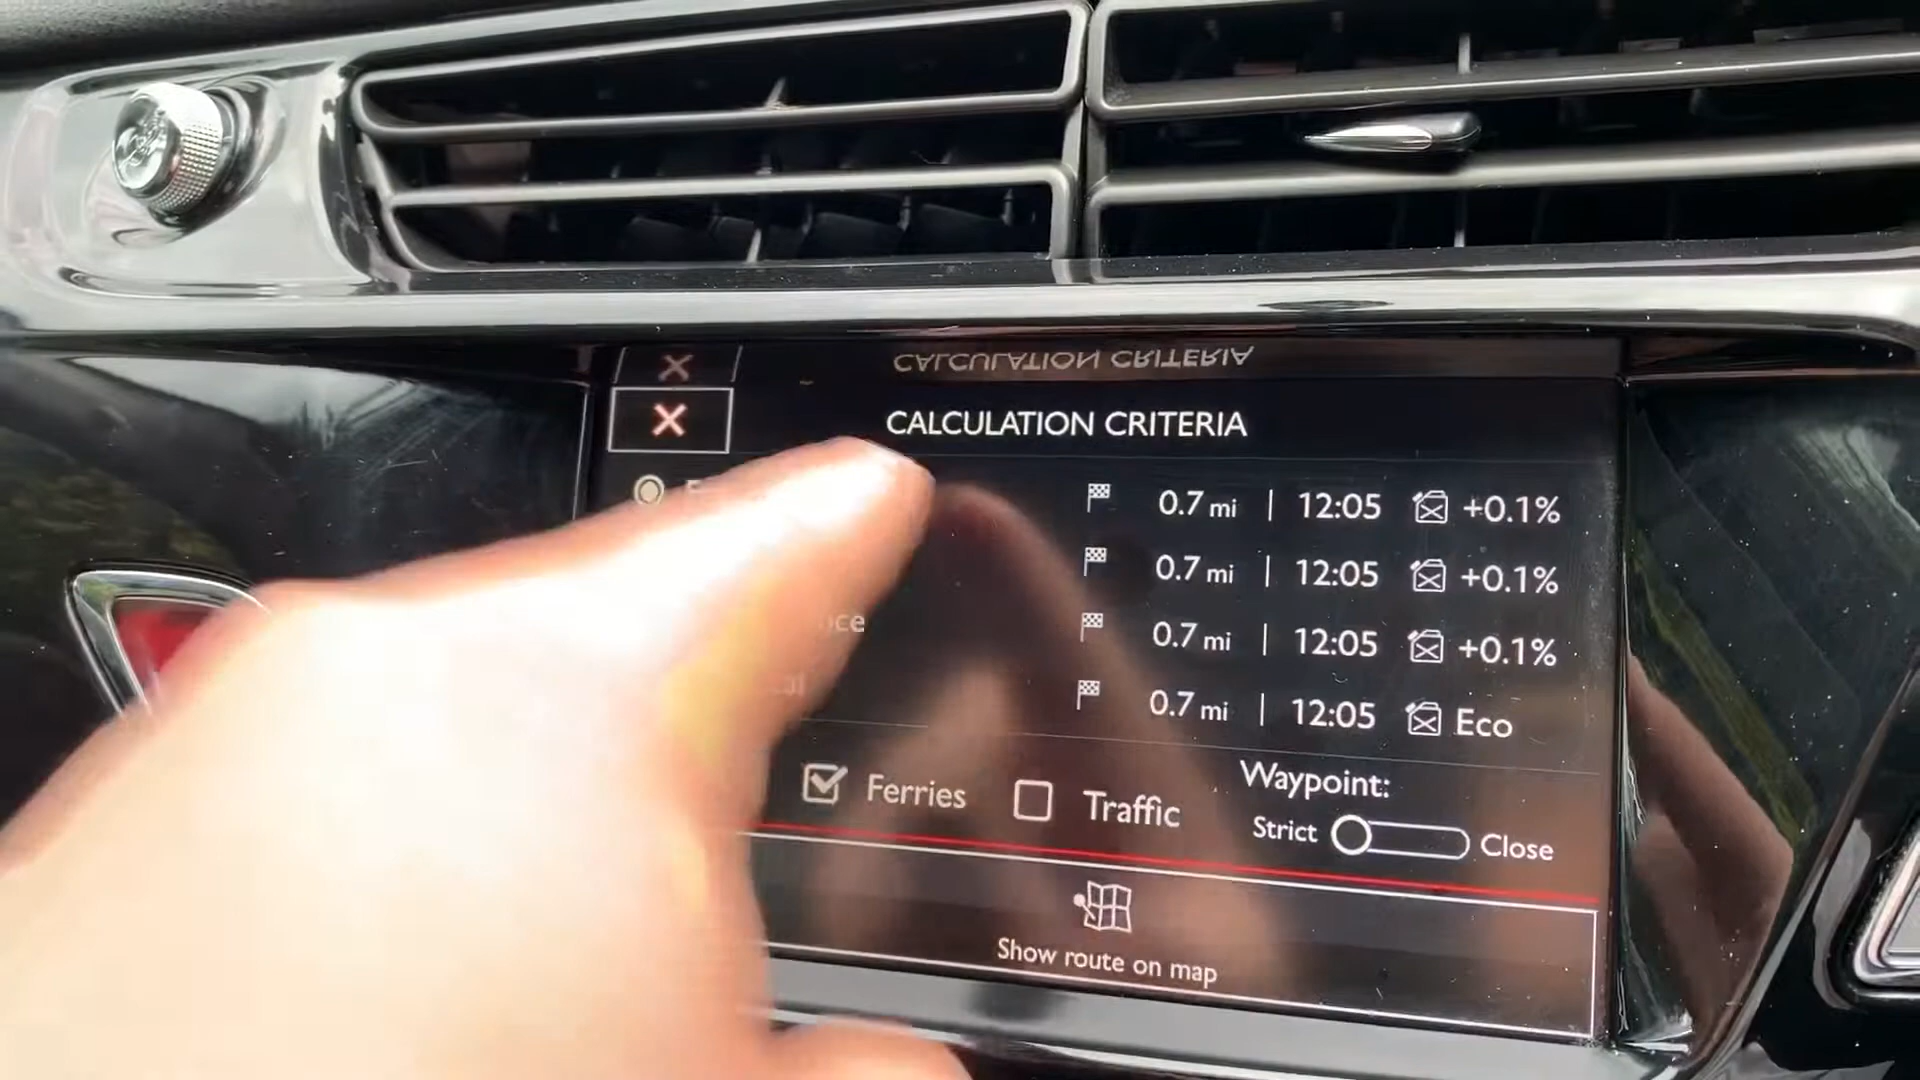 CALCULATION CRITERIA
0.7 mi | 12:05 +0.1%
0.7 mi | 12:05 +0.1%
0.7 mi | 12:05 +0.1%
0.7 mi | 12:05 Eco
Ferries Traffic Waypoint:
Strict Close
Show route on map